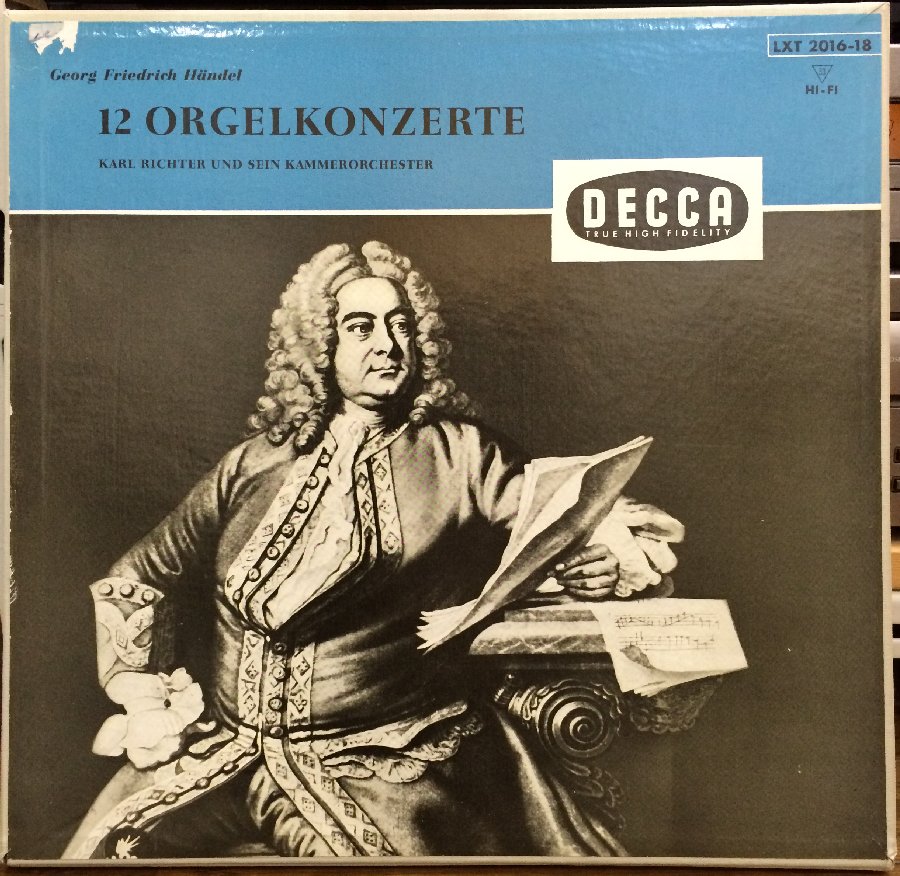 LXT 2016-18
HI-FI
Georg Friedrich Händel
12 ORGELKONZERTE
KARL RICHTER UND SEIN KAMMERORCHESTER
DECCA
TRUE HIGH FIDELITY